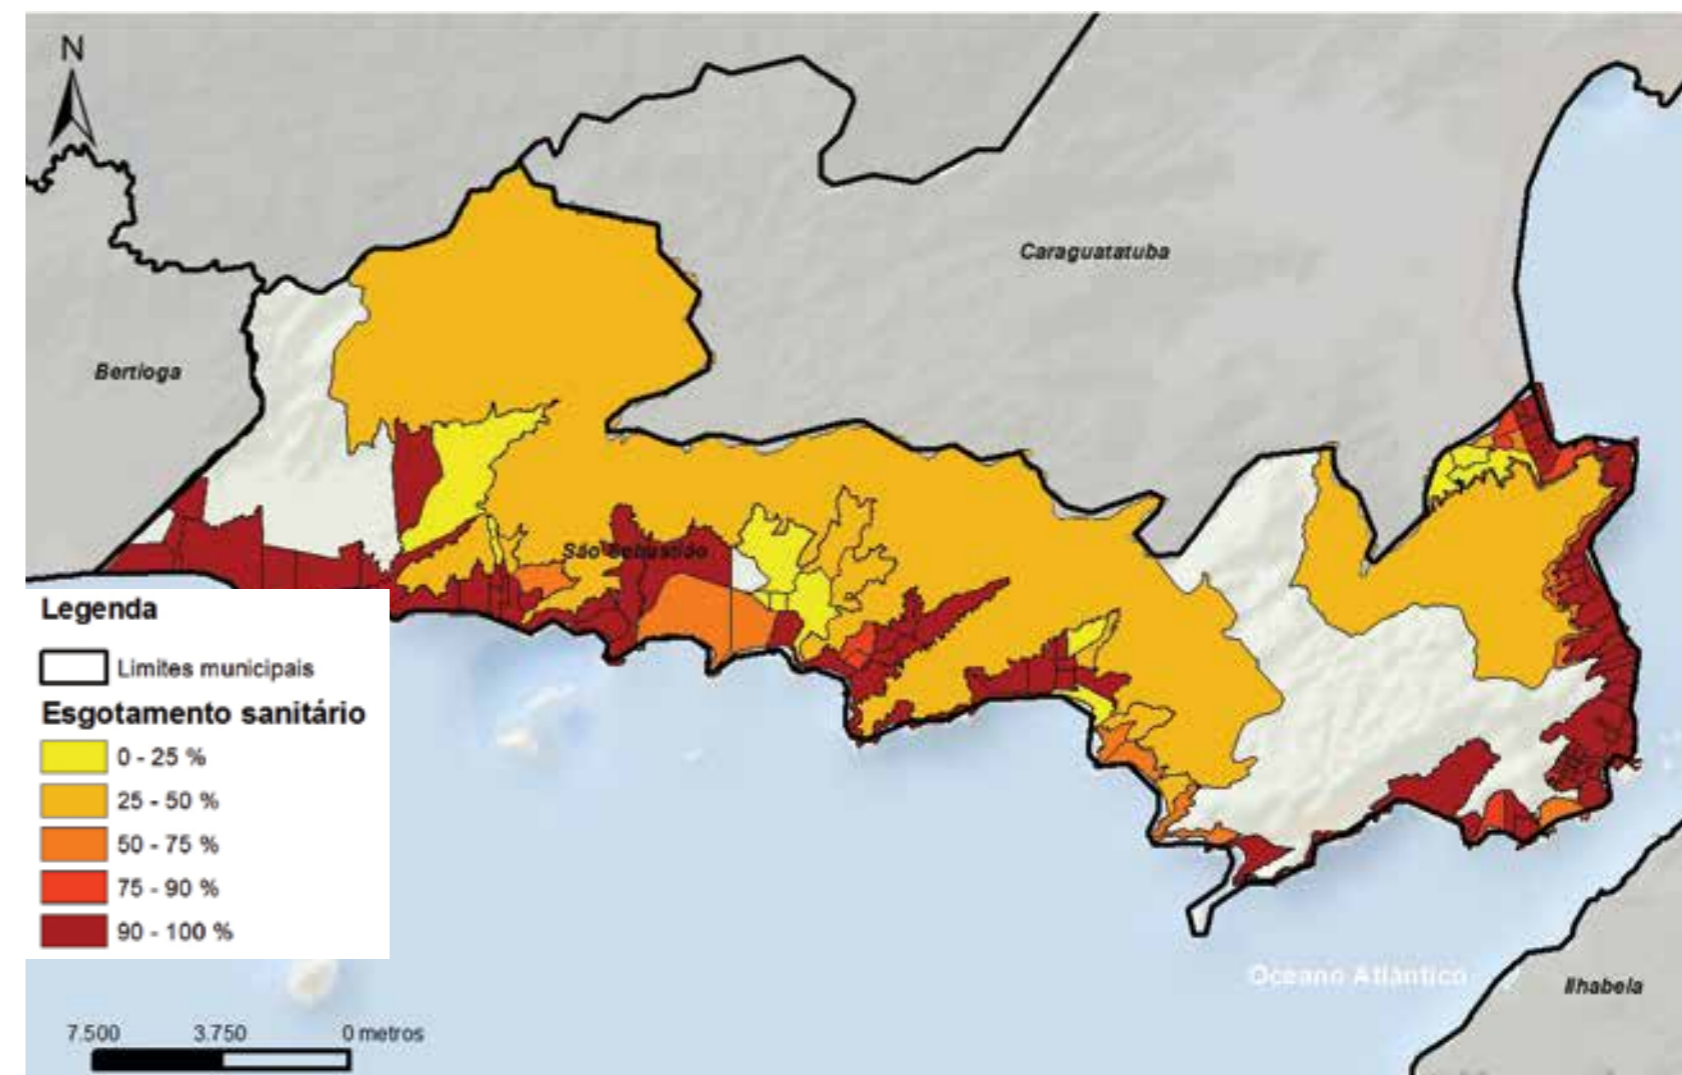 N
Caraguatatuba
Bertioga
São Sebastião
Legenda
Limites municipais
Esgotamento sanitário
0 - 25 %
25 - 50 %
50 - 75 %
75 - 90 %
90 - 100 %
Oceano Atlântico
Ilhabela
7.500 3.750 0 metros